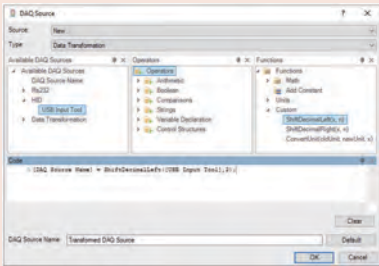 DAQ Source ? ×
Source: New
Type: Data Transformation
Available DAQ Sources
Available DAQ Sources
DAQ Source Name
Rs232
HID
USB Input Tool
Data Transformation
Operators
Operators
Arithmetic
Boolean
Comparisons
Strings
Variable Declaration
Control Structures
Functions
Functions
Math
Add Constant
Units
Custom
ShiftDecimalLeft(x, n)
ShiftDecimalRight(x, n)
ConvertUnit(oldUnit, newUnit, x)
Code
[DAQ Source Name] = ShiftDecimalLeft([USB Input Tool],2);
Clear
DAQ Source Name: Transformed DAQ Source Default
OK Cancel